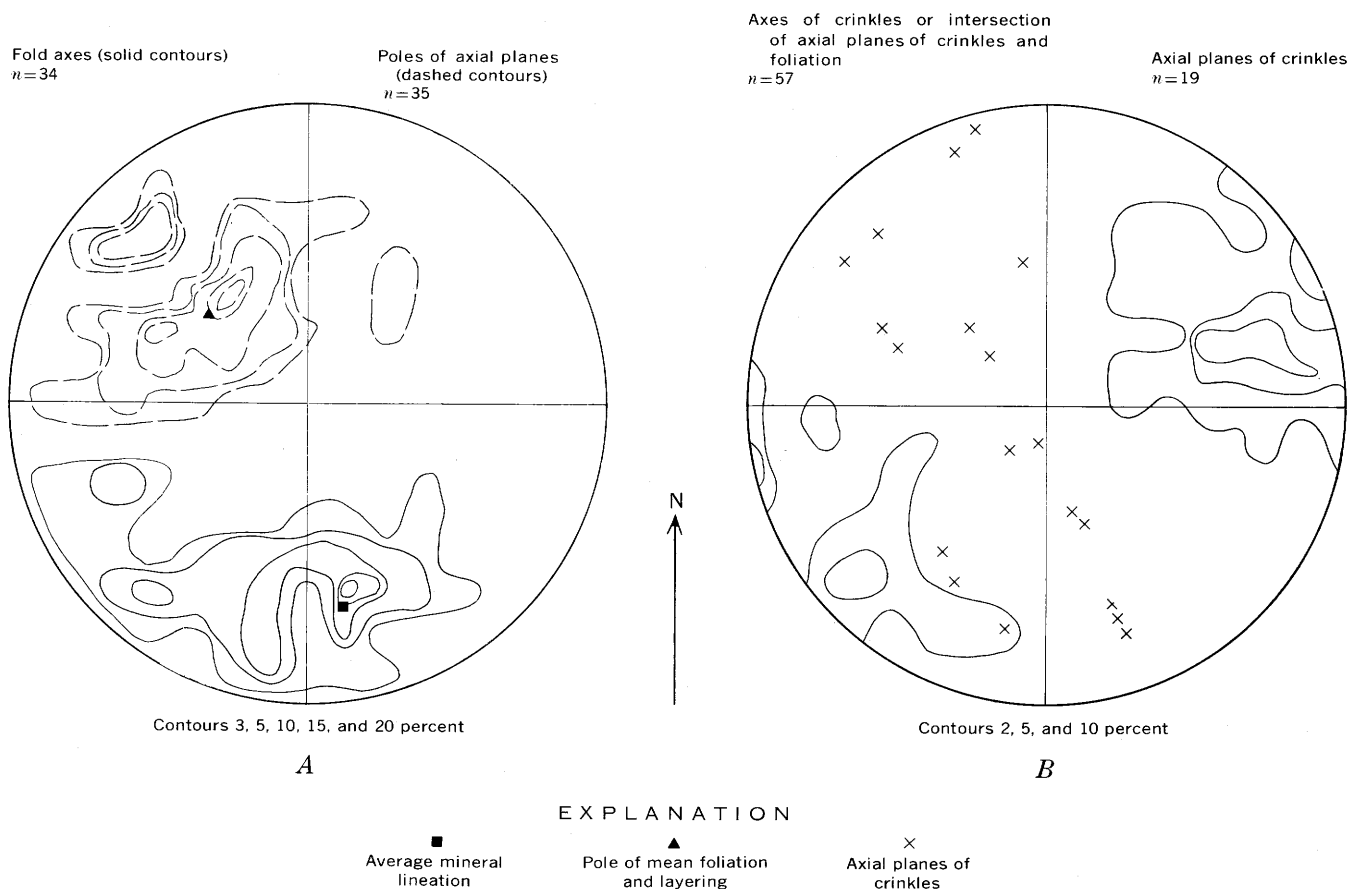 Fold axes (solid contours)
n=34
Poles of axial planes
(dashed contours)
n=35
Axes of crinkles or intersection
of axial planes of crinkles and
foliation
n=57
Axial planes of crinkles
n=19
N
Contours 3, 5, 10, 15, and 20 percent
A
Contours 2, 5, and 10 percent
B
EXPLANATION
Average mineral
lineation
Pole of mean foliation
and layering
Axial planes of
crinkles